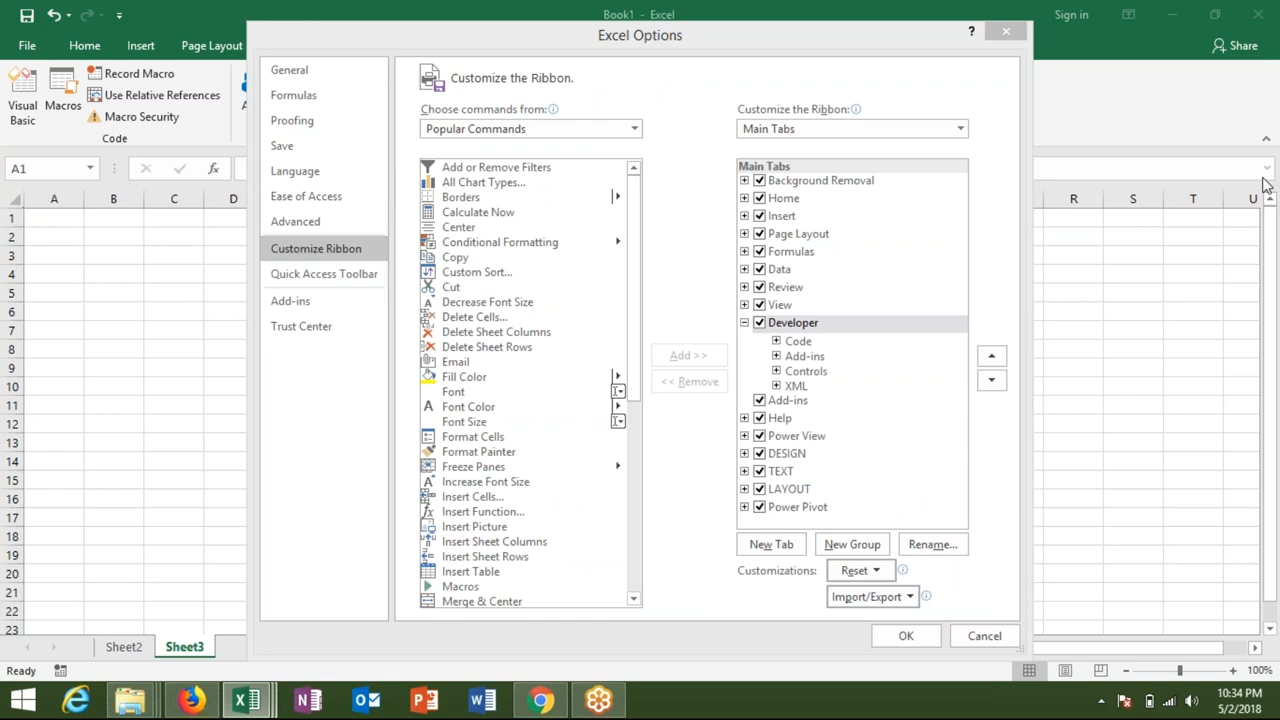 Book1 - Excel
Sign in
File
Home
Insert
Page Layout
Share
Visual Basic
Macros
Record Macro
Use Relative References
Macro Security
Code
A1
fx
A B C D R S T U
1
2
3
4
5
6
7
8
9
10
11
12
13
14
15
16
17
18
19
20
21
22
23
Excel Options
?
General
Formulas
Proofing
Save
Language
Ease of Access
Advanced
Customize Ribbon
Quick Access Toolbar
Add-ins
Trust Center
Customize the Ribbon.
Choose commands from:
Popular Commands
Add or Remove Filters
All Chart Types...
Borders
Calculate Now
Center
Conditional Formatting
Copy
Custom Sort...
Cut
Decrease Font Size
Delete Cells...
Delete Sheet Columns
Delete Sheet Rows
Email
Fill Color
Font
Font Color
Font Size
Format Cells
Format Painter
Freeze Panes
Increase Font Size
Insert Cells...
Insert Function...
Insert Picture
Insert Sheet Columns
Insert Sheet Rows
Insert Table
Macros
Merge & Center
Add >>
<< Remove
Customize the Ribbon:
Main Tabs
Main Tabs
Background Removal
Home
Insert
Page Layout
Formulas
Data
Review
View
Developer
Code
Add-ins
Controls
XML
Add-ins
Help
Power View
DESIGN
TEXT
LAYOUT
Power Pivot
New Tab
New Group
Rename...
Customizations:
Reset
Import/Export
OK
Cancel
Sheet2
Sheet3
Ready
100%
10:34 PM
5/2/2018